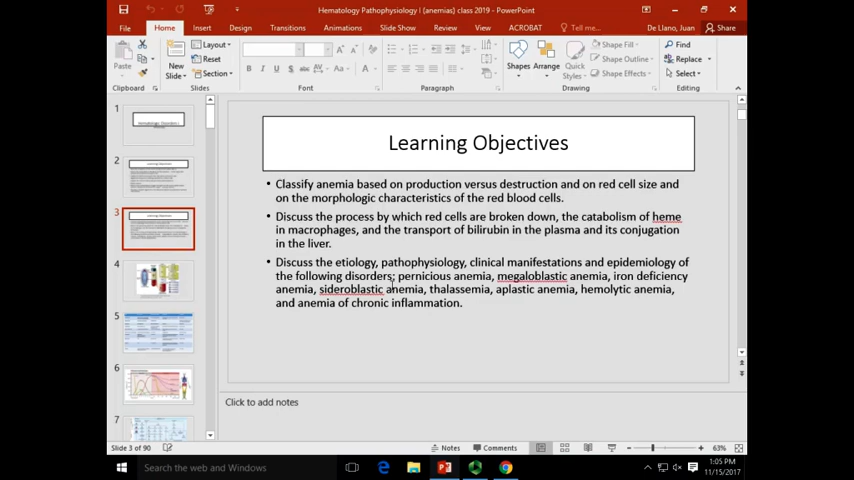 Hematology Pathophysiology I (anemias) class 2019 - PowerPoint
File Home Insert Design Transitions Animations Slide Show Review View ACROBAT Tell me... De Llano, Juan Share
Paste
Clipboard
New
Slide
Layout
Reset
Section
Slides
Font
Paragraph
Shapes
Arrange
Quick
Styles
Shape Fill
Shape Outline
Shape Effects
Drawing
Find
Replace
Select
Editing
1
2
3
4
5
6
7
Learning Objectives
• Classify anemia based on production versus destruction and on red cell size and
on the morphologic characteristics of the red blood cells.
• Discuss the process by which red cells are broken down, the catabolism of heme
in macrophages, and the transport of bilirubin in the plasma and its conjugation
in the liver.
• Discuss the etiology, pathophysiology, clinical manifestations and epidemiology of
the following disorders; pernicious anemia, megaloblastic anemia, iron deficiency
anemia, sideroblastic anemia, thalassemia, aplastic anemia, hemolytic anemia,
and anemia of chronic inflammation.
Click to add notes
Slide 3 of 90
Notes
Comments
63%
Search the web and Windows
1:05 PM
11/15/2017